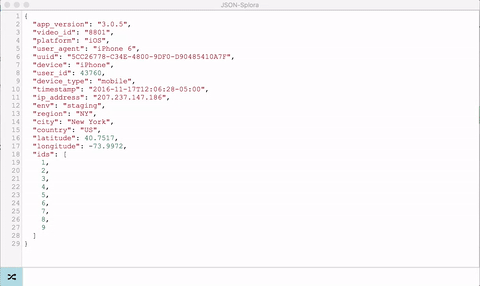 JSON-Splora
1 {
2 "app_version": "3.0.5",
3 "video_id": "8801",
4 "platform": "iOS",
5 "user_agent": "iPhone 6",
6 "uuid": "5CC26778-C34E-4800-9DF0-D90485410A7F",
7 "device": "iPhone",
8 "user_id": 43760,
9 "device_type": "mobile",
10 "timestamp": "2016-11-17T12:06:28-05:00",
11 "ip_address": "207.237.147.186",
12 "env": "staging",
13 "region": "NY",
14 "city": "New York",
15 "country": "US",
16 "latitude": 40.7517,
17 "longitude": -73.9972,
18 "ids": [
19 1,
20 2,
21 3,
22 4,
23 5,
24 6,
25 7,
26 8,
27 9
28 ]
29 }